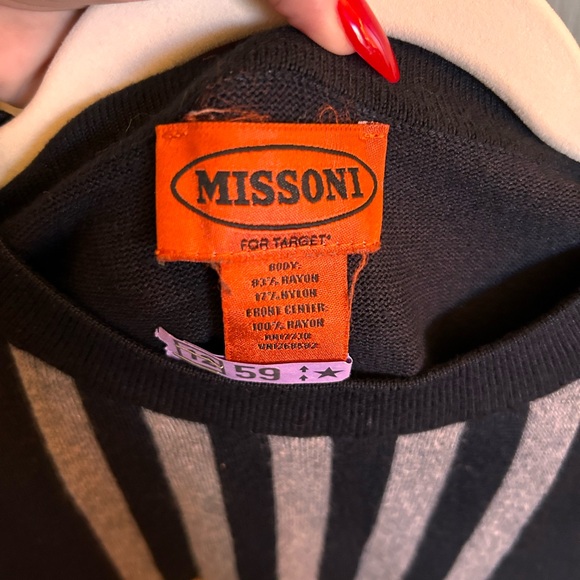 MISSONI
FOR TARGET®
BODY:
83% RAYON
17% NYLON
FRONT CENTER:
100% RAYON
59 ★